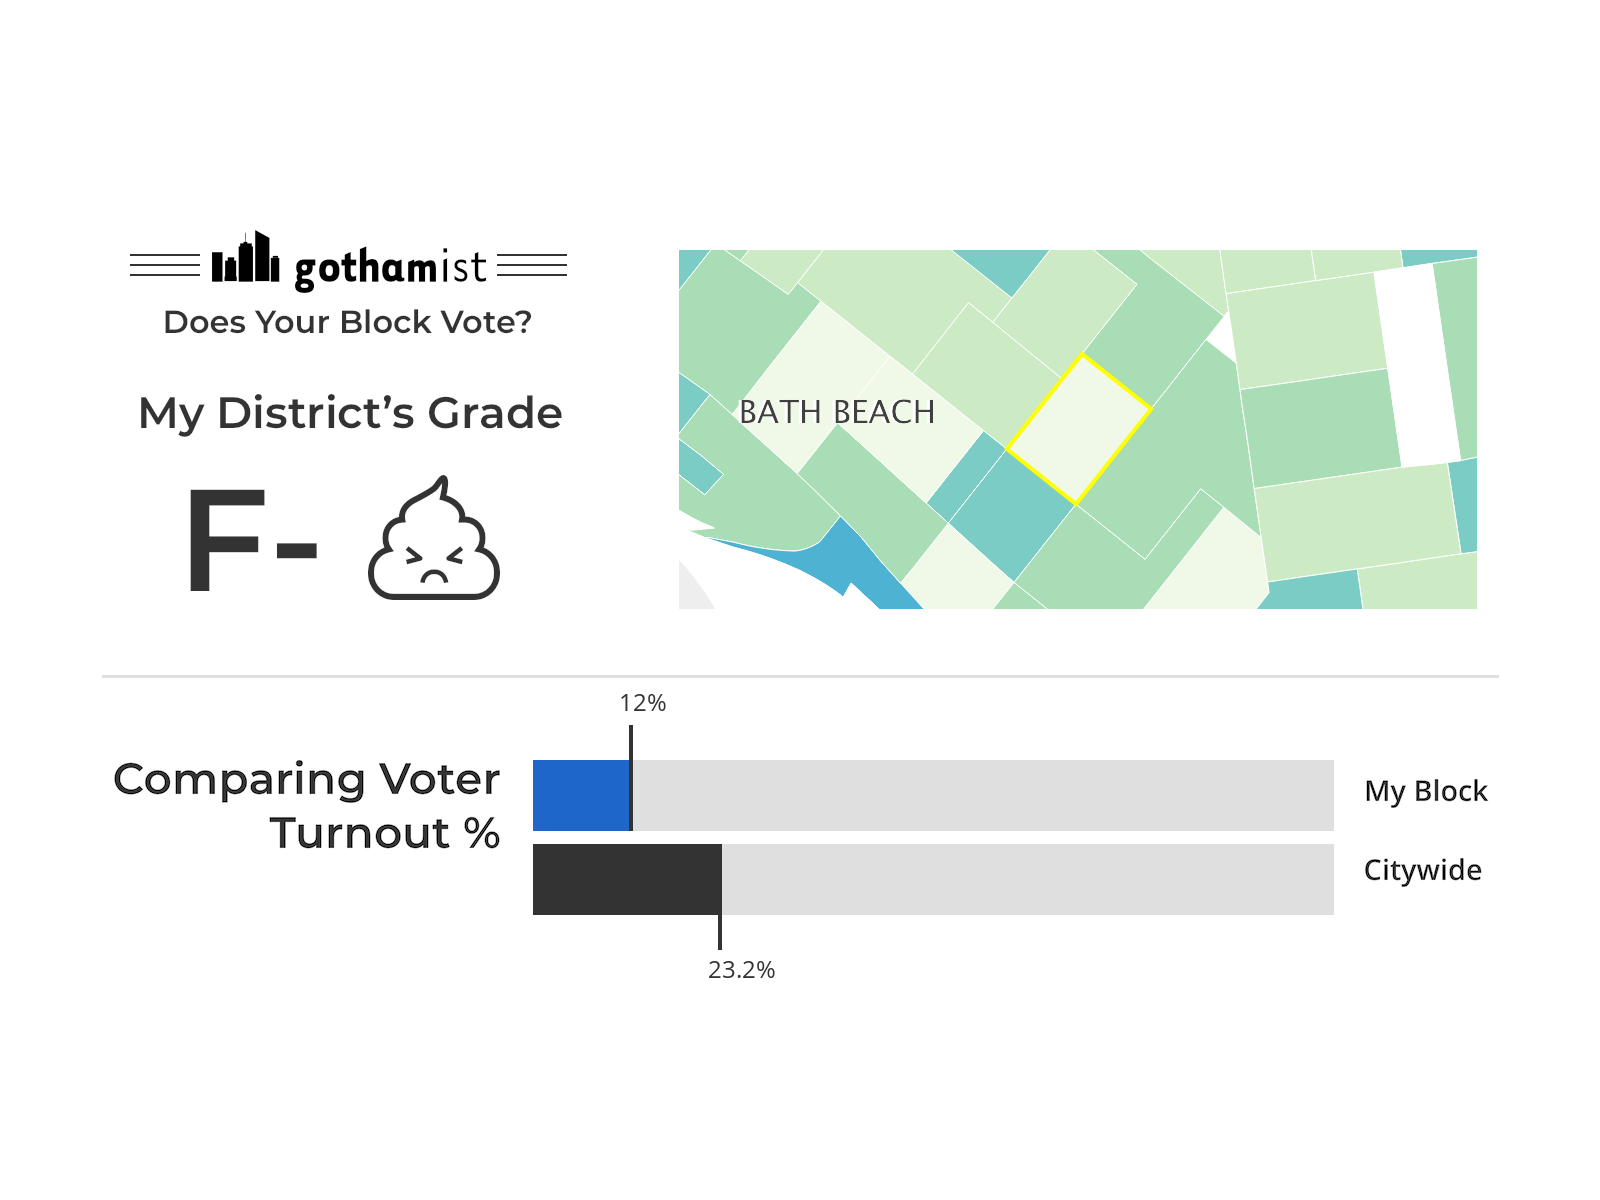 gothamist
Does Your Block Vote?
My District’s Grade
F-
BATH BEACH
12%
Comparing Voter
Turnout %
My Block
Citywide
23.2%